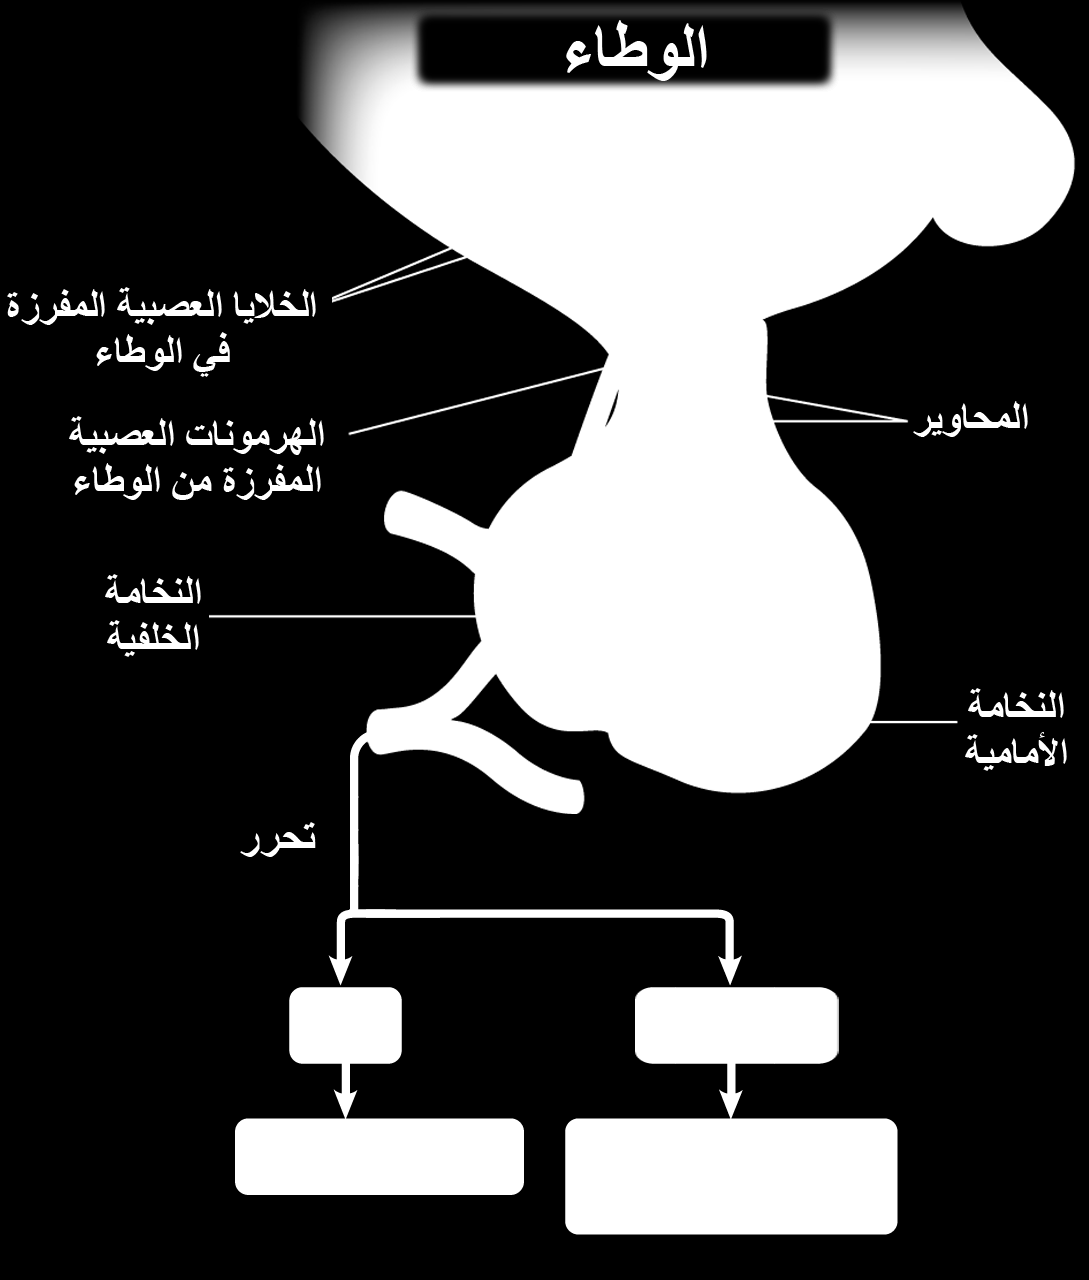 الوطاء
الخلايا العصبية المفرزة
في الوطاء
الهرمونات العصبية
المفرزة من الوطاء
المحاوير
النخامة
الخلفية
النخامة
الأمامية
تحرر